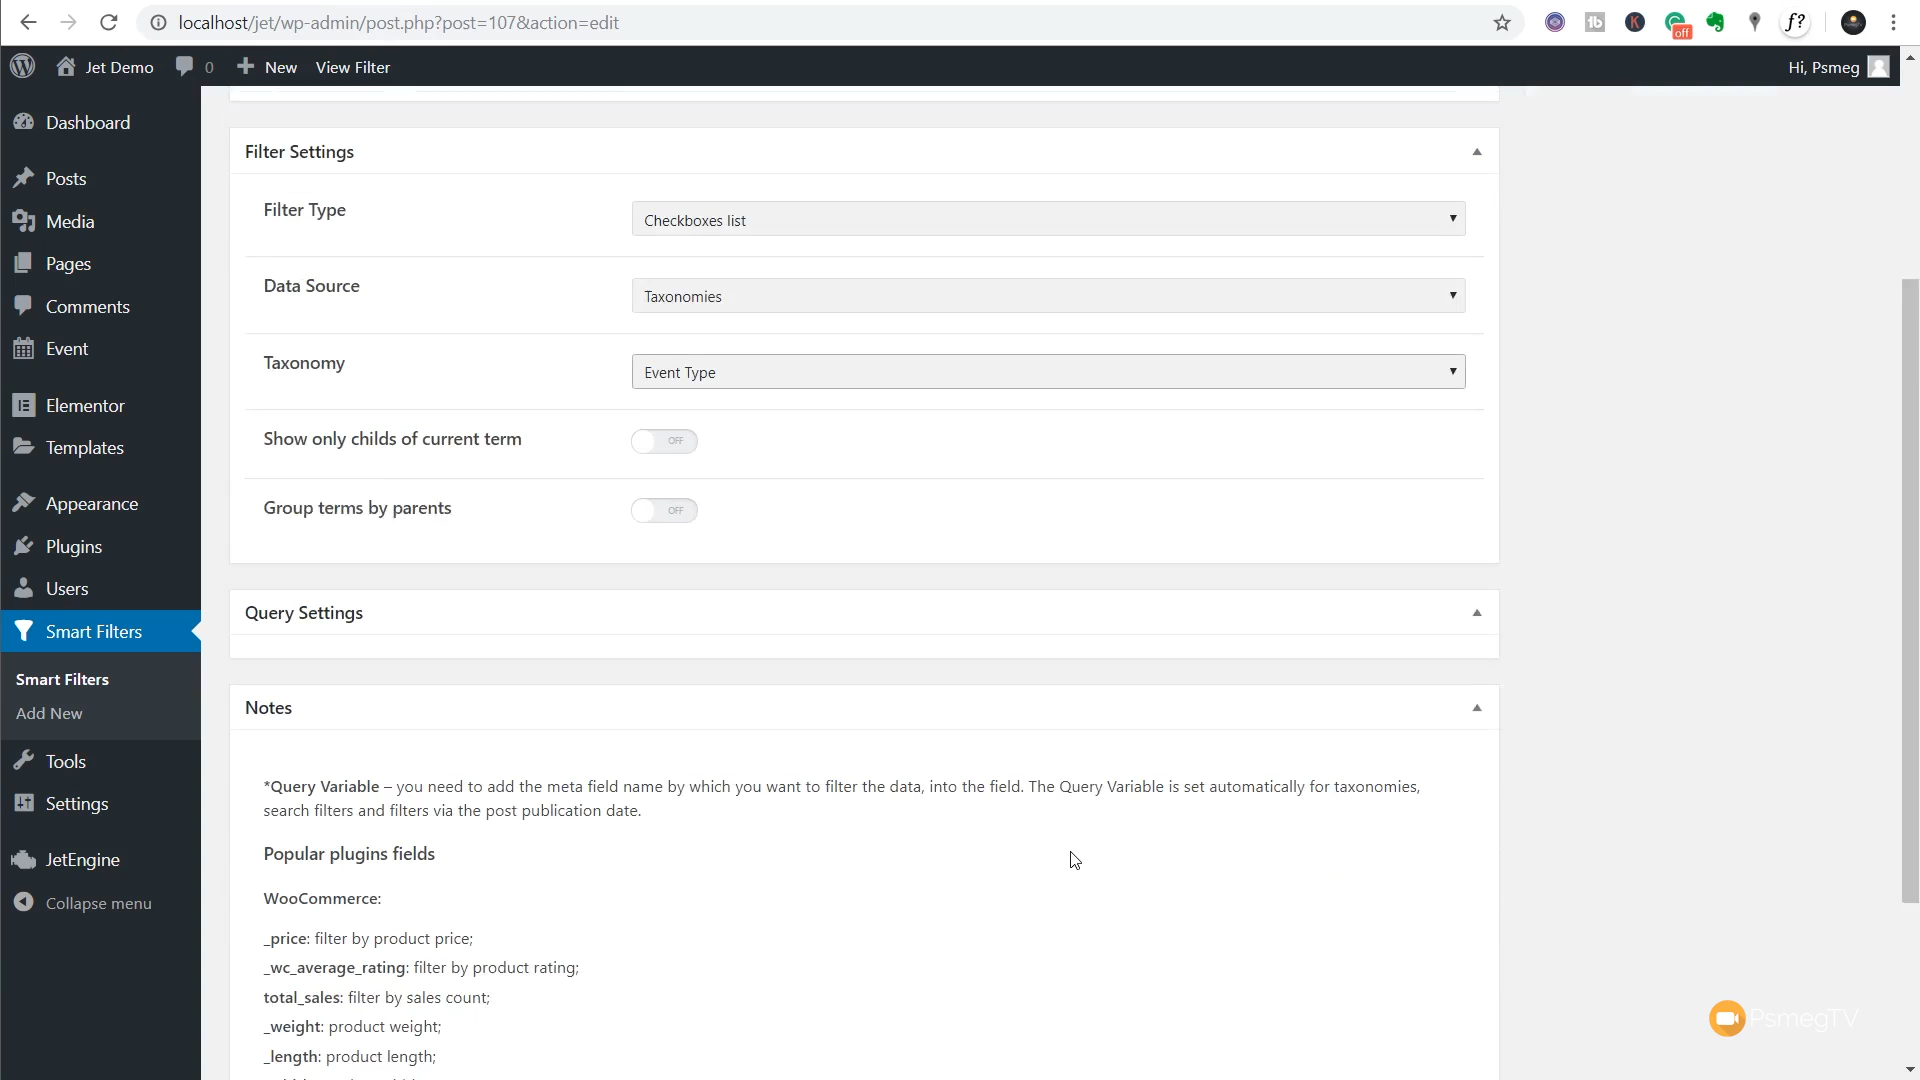 localhost/jet/wp-admin/post.php?post=107&action=edit
off
f?
Jet Demo 0 New View Filter Hi, Psmeg
Dashboard
Posts
Media
Pages
Comments
Event
Elementor
Templates
Appearance
Plugins
Users
Smart Filters
Smart Filters
Add New
Tools
Settings
JetEngine
Collapse menu
Filter Settings
Filter Type Checkboxes list
Data Source Taxonomies
Taxonomy Event Type
Show only childs of current term OFF
Group terms by parents OFF
Query Settings
Notes
*Query Variable – you need to add the meta field name by which you want to filter the data, into the field. The Query Variable is set automatically for taxonomies,
search filters and filters via the post publication date.
Popular plugins fields
WooCommerce:
_price: filter by product price;
_wc_average_rating: filter by product rating;
total_sales: filter by sales count;
_weight: product weight;
_length: product length;
PsmegTV